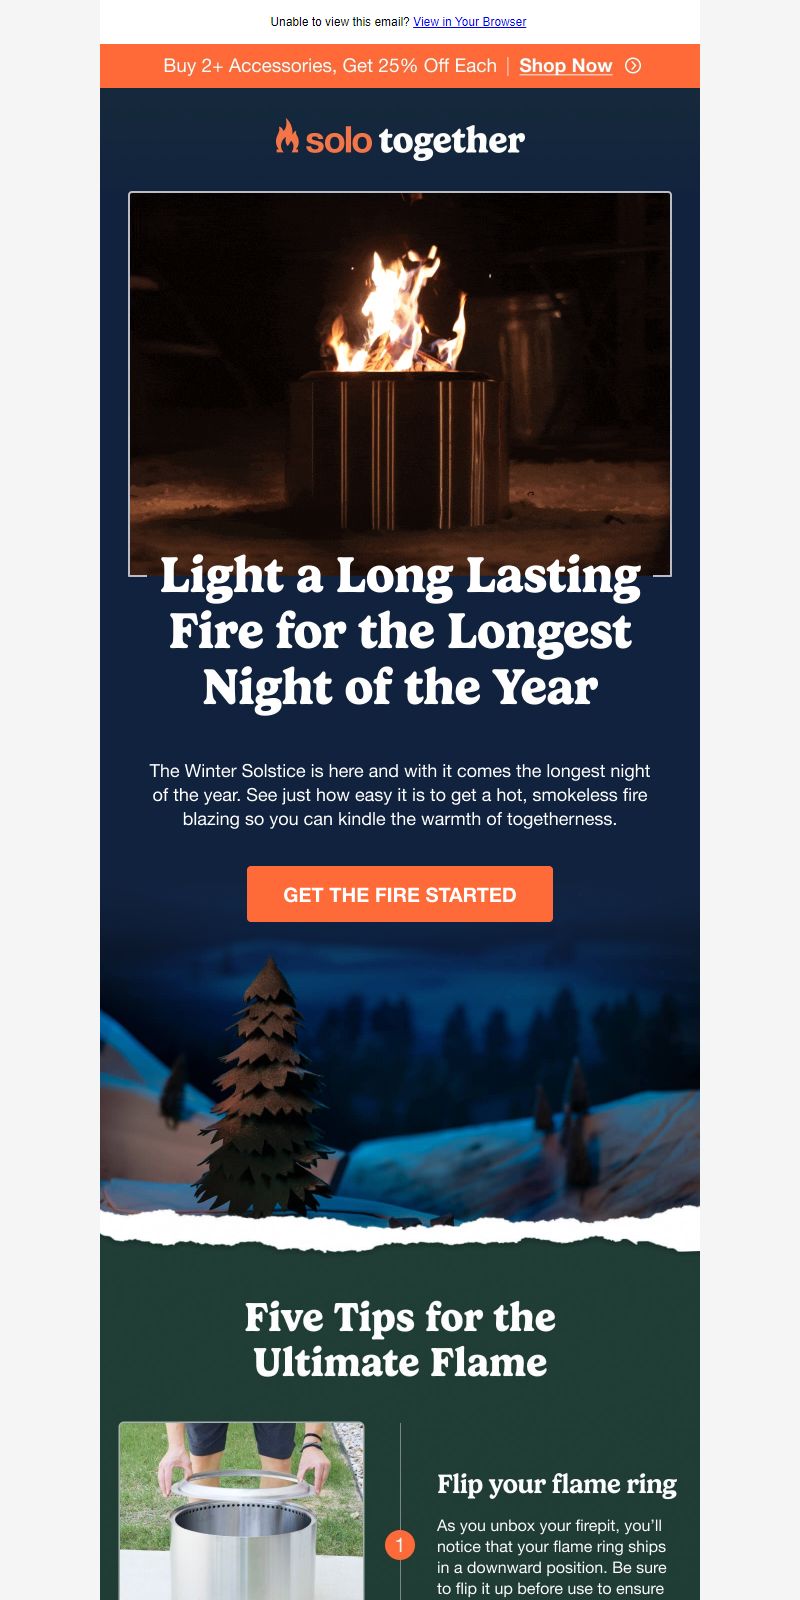 Unable to view this email? View in Your Browser
Buy 2+ Accessories, Get 25% Off Each | Shop Now
solo together
Light a Long Lasting
Fire for the Longest
Night of the Year
The Winter Solstice is here and with it comes the longest night
of the year. See just how easy it is to get a hot, smokeless fire
blazing so you can kindle the warmth of togetherness.
GET THE FIRE STARTED
Five Tips for the
Ultimate Flame
Flip your flame ring
1
As you unbox your firepit, you’ll
notice that your flame ring ships
in a downward position. Be sure
to flip it up before use to ensure